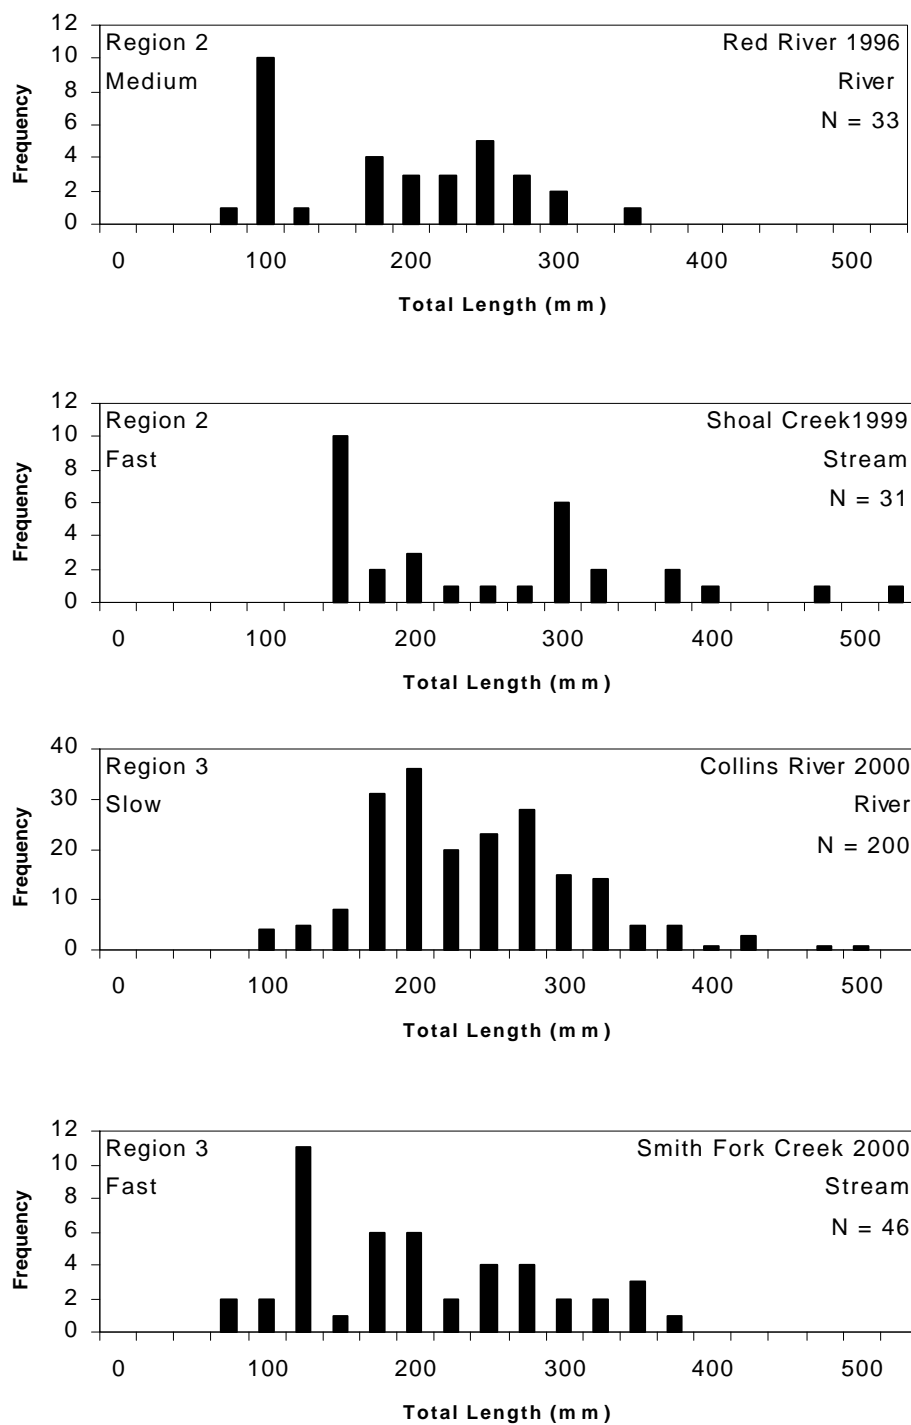 12
10
8
6
4
2
0
Frequency
Region 2
Medium
Red River 1996
River
N = 33
0 100 200 300 400 500
Total Length (mm)
12
10
8
6
4
2
0
Frequency
Region 2
Fast
Shoal Creek1999
Stream
N = 31
0 100 200 300 400 500
Total Length (mm)
40
30
20
10
0
Frequency
Region 3
Slow
Collins River 2000
River
N = 200
0 100 200 300 400 500
Total Length (mm)
12
10
8
6
4
2
0
Frequency
Region 3
Fast
Smith Fork Creek 2000
Stream
N = 46
0 100 200 300 400 500
Total Length (mm)